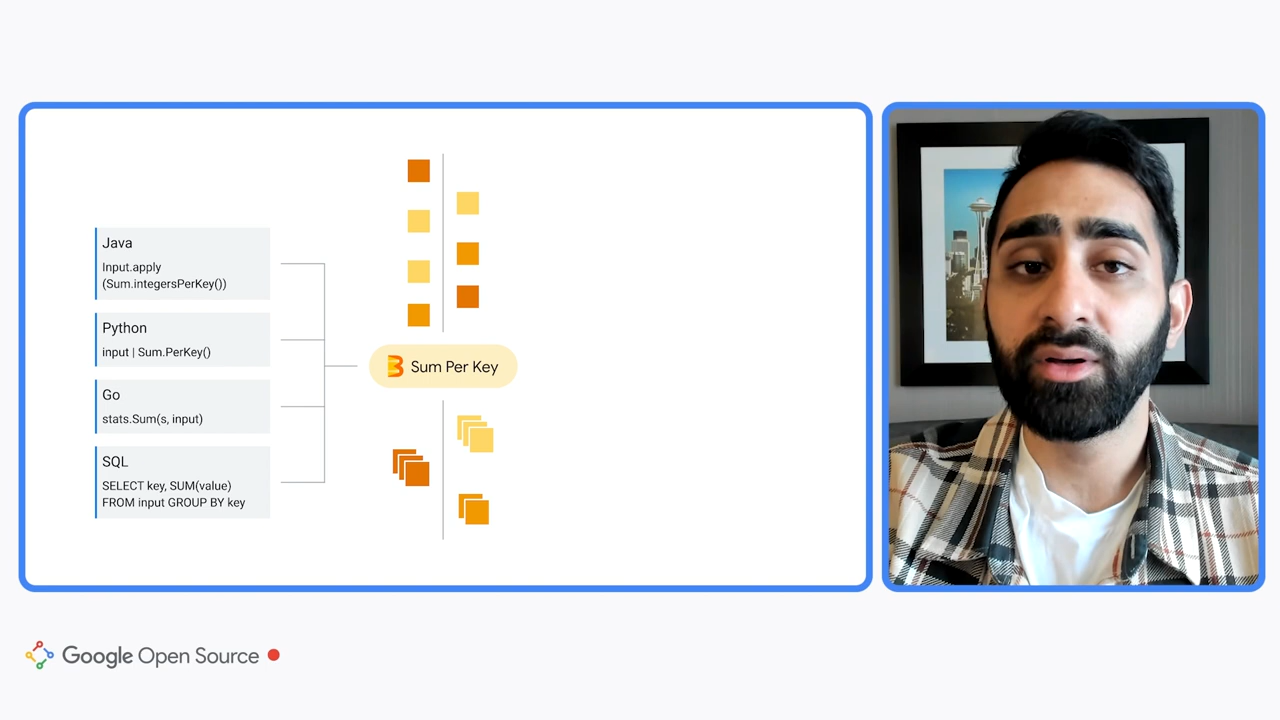 Java
Input.apply
(Sum.integersPerKey())
Python
input | Sum.PerKey()
Go
stats.Sum(s, input)
SQL
SELECT key, SUM(value)
FROM input GROUP BY key
Sum Per Key
Google Open Source